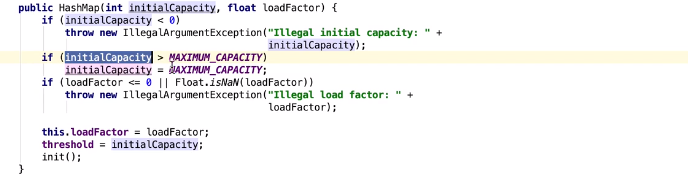 public HashMap(int initialCapacity, float loadFactor) {
if (initialCapacity < 0)
throw new IllegalArgumentException("Illegal initial capacity: " +
initialCapacity);
if (initialCapacity > MAXIMUM_CAPACITY)
initialCapacity = MAXIMUM_CAPACITY;
if (loadFactor <= 0 || Float.isNaN(loadFactor))
throw new IllegalArgumentException("Illegal load factor: " +
loadFactor);
this.loadFactor = loadFactor;
threshold = initialCapacity;
init();
}